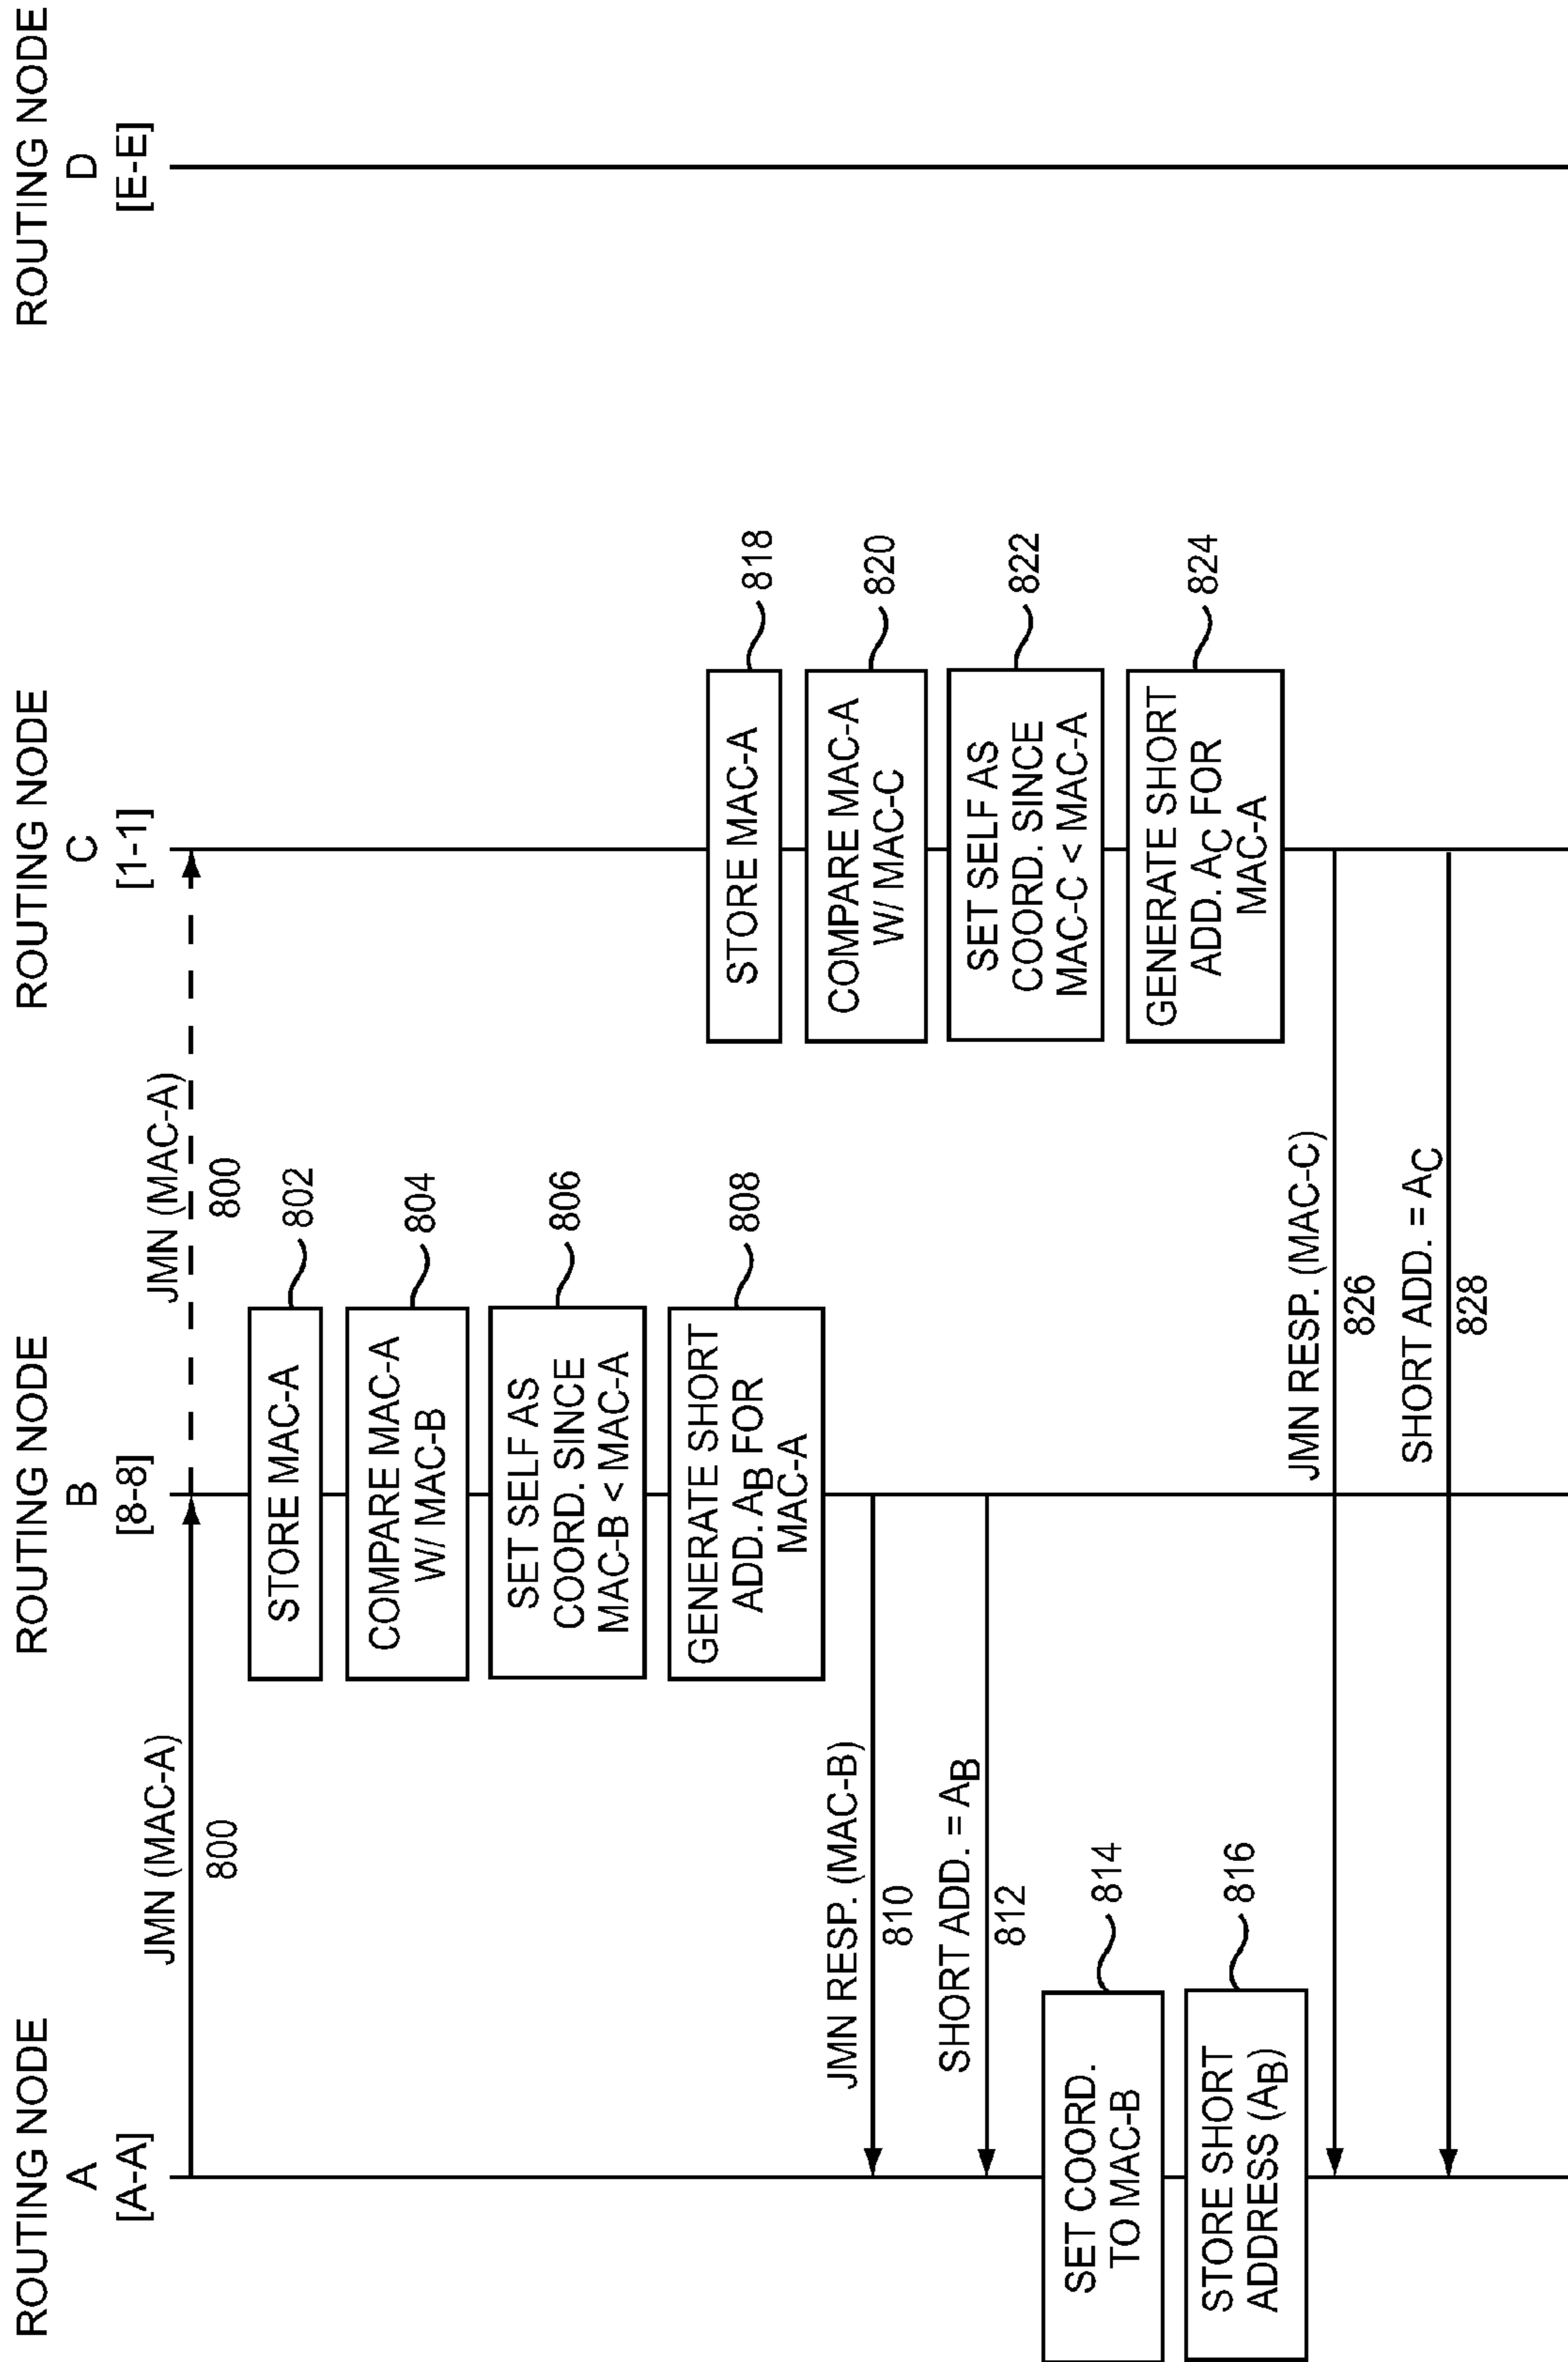 ROUTING NODE
A
[A-A]
ROUTING NODE
B
[8-8]
ROUTING NODE
C
[1-1]
ROUTING NODE
D
[E-E]
JMN (MAC-A)
800
JMN (MAC-A)
800
STORE MAC-A
802
COMPARE MAC-A
W/ MAC-B
804
SET SELF AS
COORD. SINCE
MAC-B < MAC-A
806
GENERATE SHORT
ADD. AB FOR
MAC-A
808
JMN RESP. (MAC-B)
810
SHORT ADD. = AB
812
SET COORD.
TO MAC-B
814
STORE SHORT
ADDRESS (AB)
816
STORE MAC-A
818
COMPARE MAC-A
W/ MAC-C
820
SET SELF AS
COORD. SINCE
MAC-C < MAC-A
822
GENERATE SHORT
ADD. AC FOR
MAC-A
824
JMN RESP. (MAC-C)
826
SHORT ADD. = AC
828